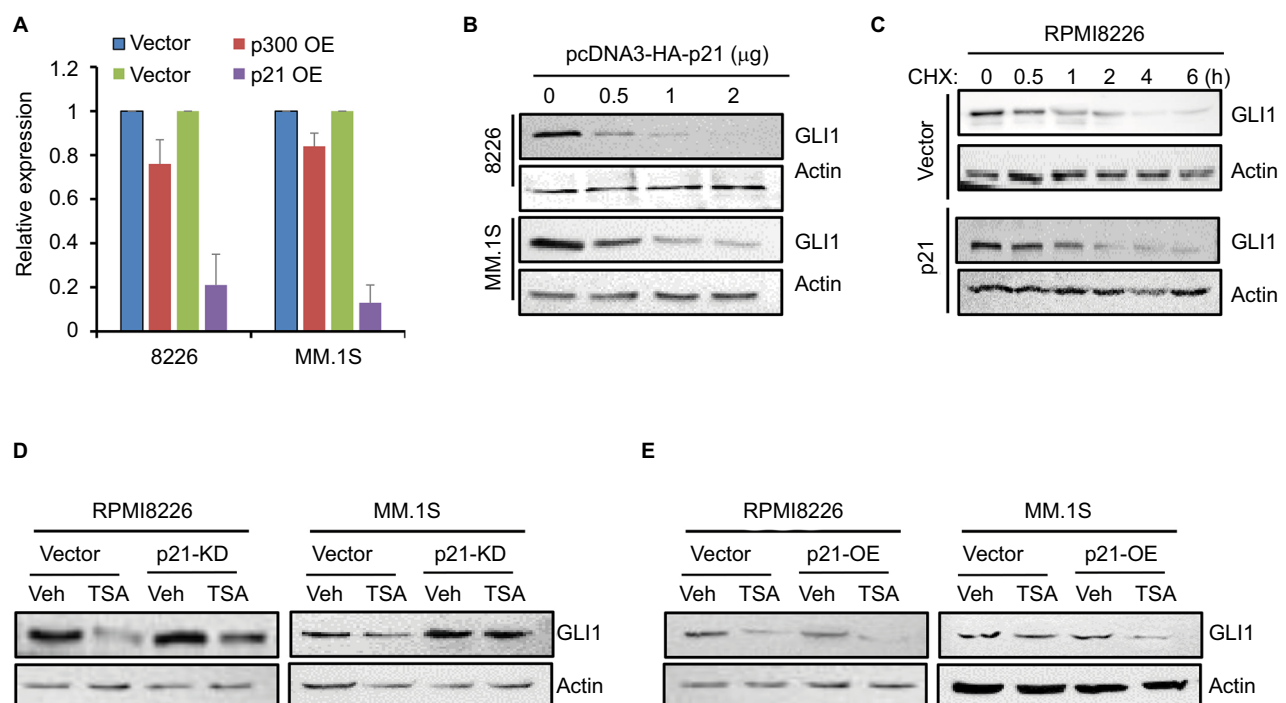 A
Vector
p300 OE
Vector
p21 OE
Relative expression
1.2
1
0.8
0.6
0.4
0.2
0
8226
MM.1S
B
pcDNA3-HA-p21 (μg)
0 0.5 1 2
8226
GLI1
Actin
MM.1S
GLI1
Actin
C
RPMI8226
CHX: 0 0.5 1 2 4 6 (h)
Vector
GLI1
Actin
p21
GLI1
Actin
D
RPMI8226 MM.1S
Vector p21-KD Vector p21-KD
Veh TSA Veh TSA Veh TSA Veh TSA
E
RPMI8226 MM.1S
Vector p21-OE Vector p21-OE
Veh TSA Veh TSA Veh TSA Veh TSA
GLI1
Actin